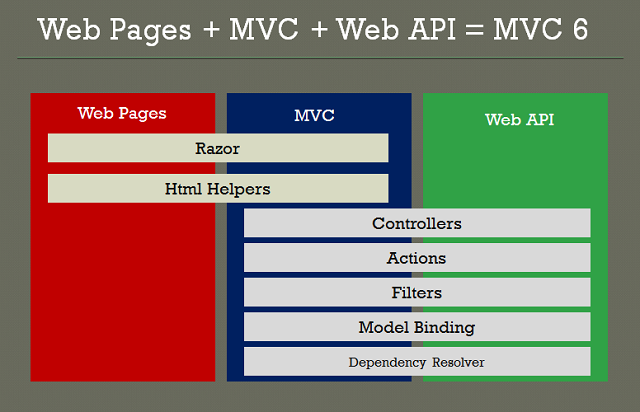 Web Pages + MVC + Web API = MVC 6
Web Pages
MVC
Web API
Razor
Html Helpers
Controllers
Actions
Filters
Model Binding
Dependency Resolver